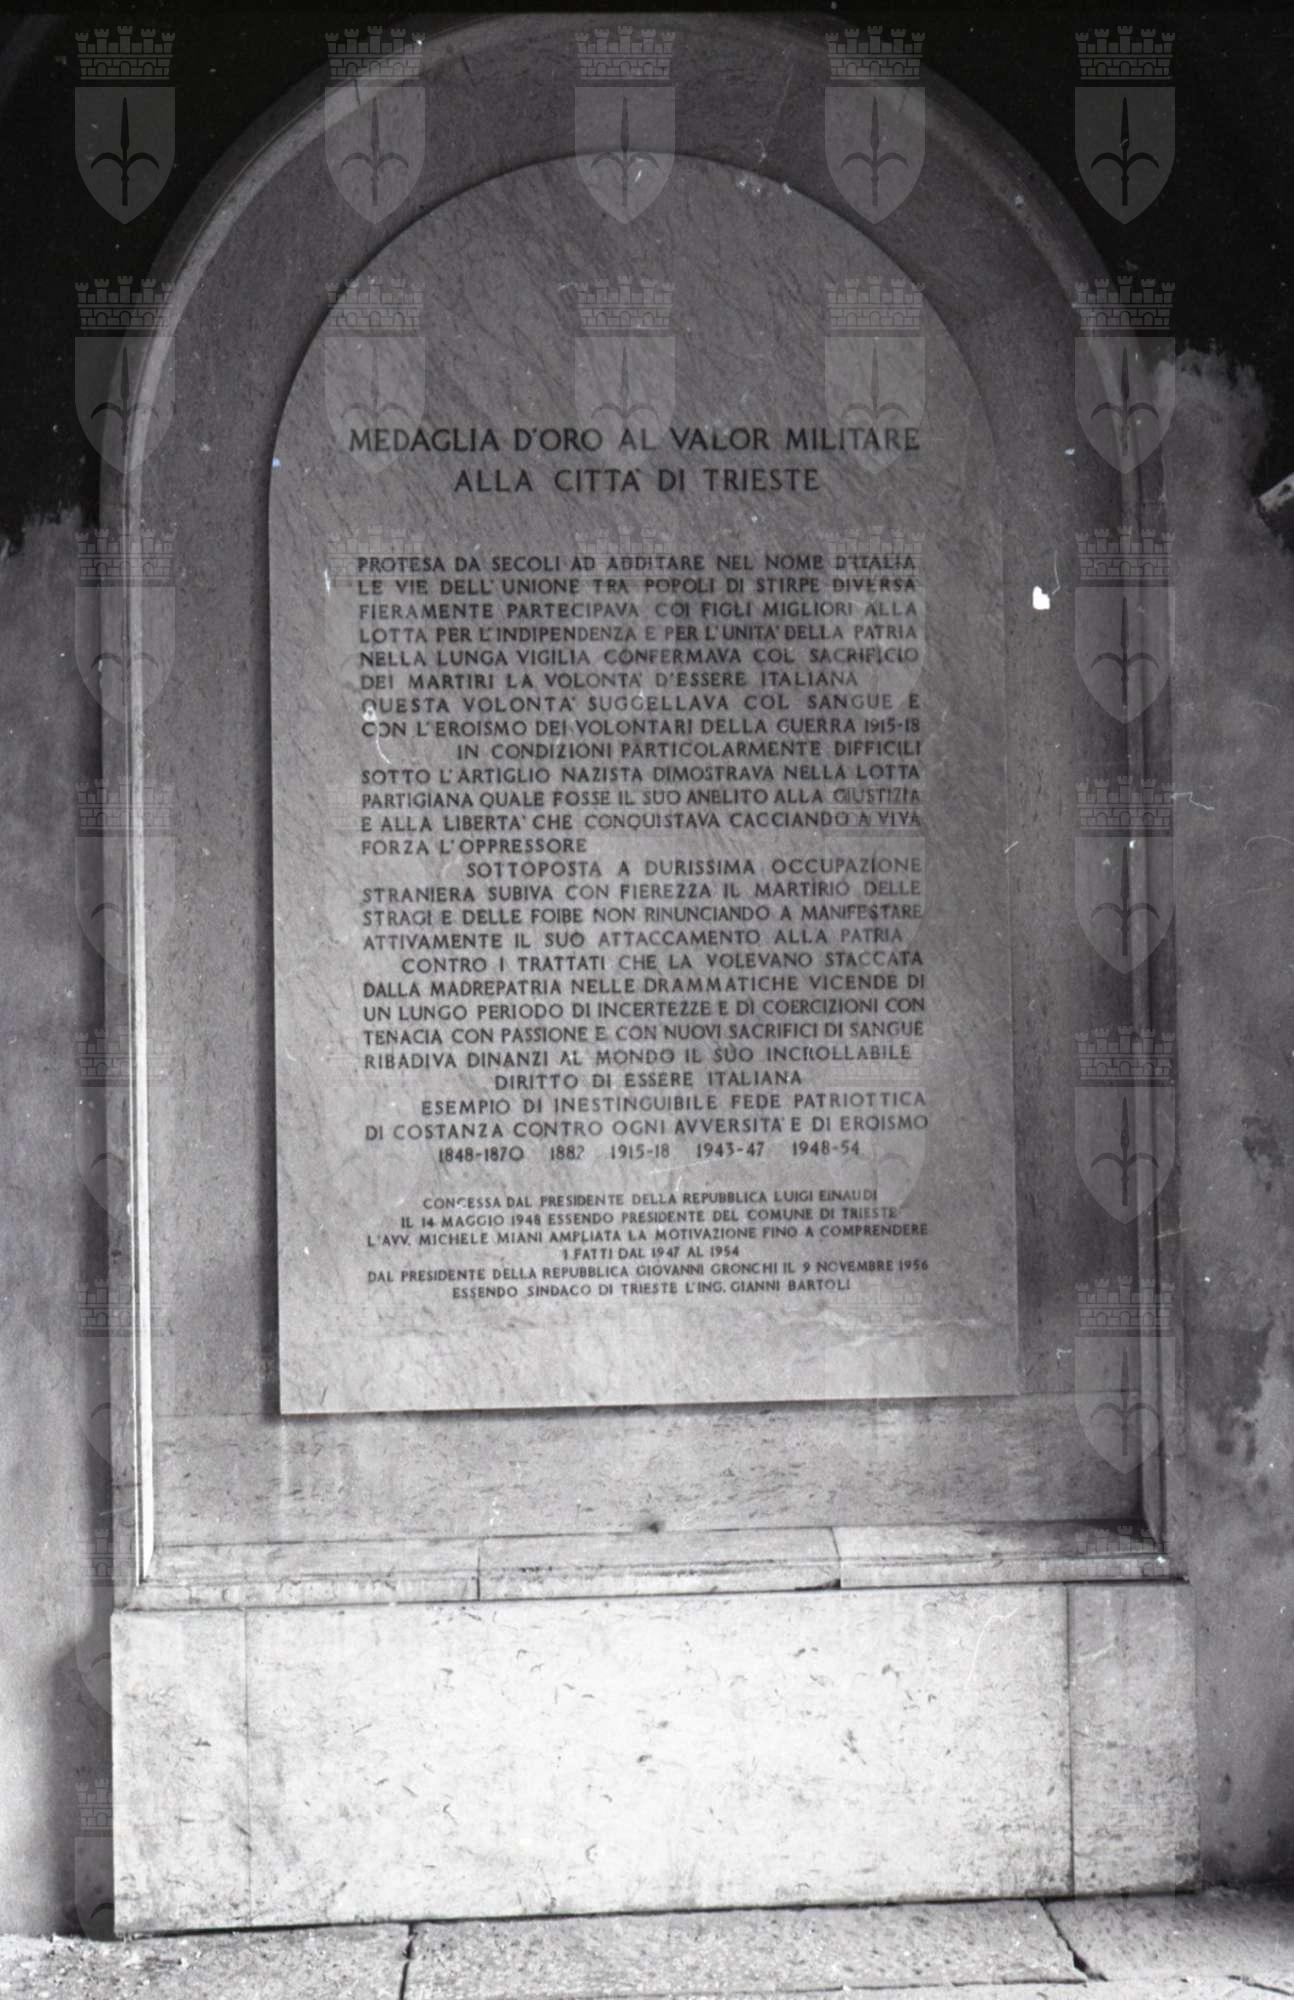 MEDAGLIA D'ORO AL VALOR MILITARE
ALLA CITTA' DI TRIESTE
PROTESA DA SECOLI AD ADDITARE NEL NOME D'ITALIA
LE VIE DELL'UNIONE TRA POPOLI DI STIRPE DIVERSA
FIERAMENTE PARTECIPAVA COI FIGLI MIGLIORI ALLA
LOTTA PER L'INDIPENDENZA E PER L'UNITA' DELLA PATRIA
NELLA LUNGA VIGILIA CONFERMAVA COL SACRIFICIO
DEI MARTIRI LA VOLONTA' D'ESSERE ITALIANA
QUESTA VOLONTA' SUGGELLAVA COL SANGUE E
CON L'EROISMO DEI VOLONTARI DELLA GUERRA 1915-18
IN CONDIZIONI PARTICOLARMENTE DIFFICILI
SOTTO L'ARTIGLIO NAZISTA DIMOSTRAVA NELLA LOTTA
PARTIGIANA QUALE FOSSE IL SUO ANELITO ALLA GIUSTIZIA
E ALLA LIBERTA' CHE CONQUISTAVA CACCIANDO A VIVA
FORZA L'OPPRESSORE
SOTTOPOSTA A DURISSIMA OCCUPAZIONE
STRANIERA SUBIVA CON FIEREZZA IL MARTIRIO DELLE
STRAGI E DELLE FOIBE NON RINUNCIANDO A MANIFESTARE
ATTIVAMENTE IL SUO ATTACCAMENTO ALLA PATRIA
CONTRO I TRATTATI CHE LA VOLEVANO STACCATA
DALLA MADREPATRIA NELLE DRAMMATICHE VICENDE DI
UN LUNGO PERIODO DI INCERTEZZE E DI COERCIZIONI CON
TENACIA CON PASSIONE E CON NUOVI SACRIFICI DI SANGUE
RIBADIVA DINANZI AL MONDO IL SUO INCROLLABILE
DIRITTO DI ESSERE ITALIANA
ESEMPIO DI INESTINGUIBILE FEDE PATRIOTTICA
DI COSTANZA CONTRO OGNI AVVERSITA' E DI EROISMO
1848-1870 1882 1915-18 1943-47 1948-54
CONCESSA DAL PRESIDENTE DELLA REPUBBLICA LUIGI EINAUDI
IL 14 MAGGIO 1948 ESSENDO PRESIDENTE DEL COMUNE DI TRIESTE
L'AVV. MICHELE MIANI AMPLIATA LA MOTIVAZIONE FINO A COMPRENDERE
I FATTI DAL 1947 AL 1954
DAL PRESIDENTE DELLA REPUBBLICA GIOVANNI GRONCHI IL 9 NOVEMBRE 1956
ESSENDO SINDACO DI TRIESTE L'ING. GIANNI BARTOLI